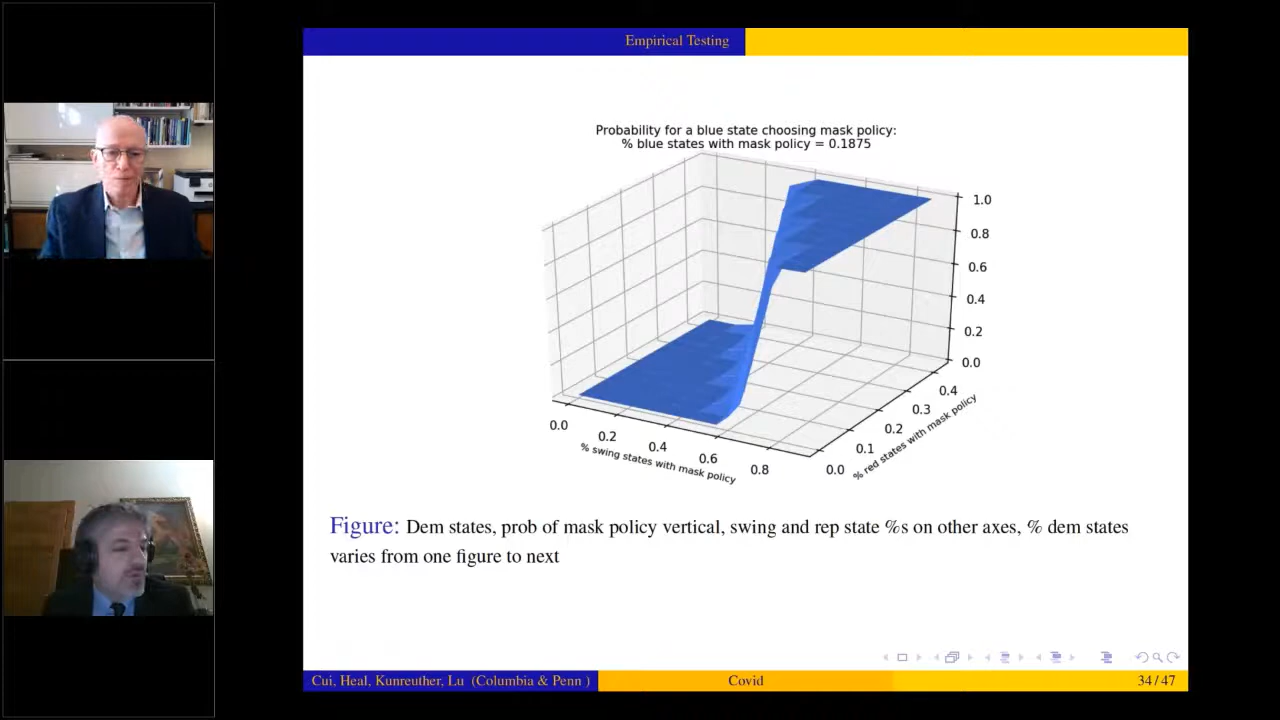 Empirical Testing
Probability for a blue state choosing mask policy:
% blue states with mask policy = 0.1875
1.0
0.8
0.6
0.4
0.2
0.0
0.4
0.3
0.2
0.1
0.0
% red states with mask policy
0.0
0.2
0.4
0.6
0.8
% swing states with mask policy
Figure: Dem states, prob of mask policy vertical, swing and rep state %s on other axes, % dem states
varies from one figure to next
Cui, Heal, Kunreuther, Lu (Columbia & Penn )
Covid
34 / 47